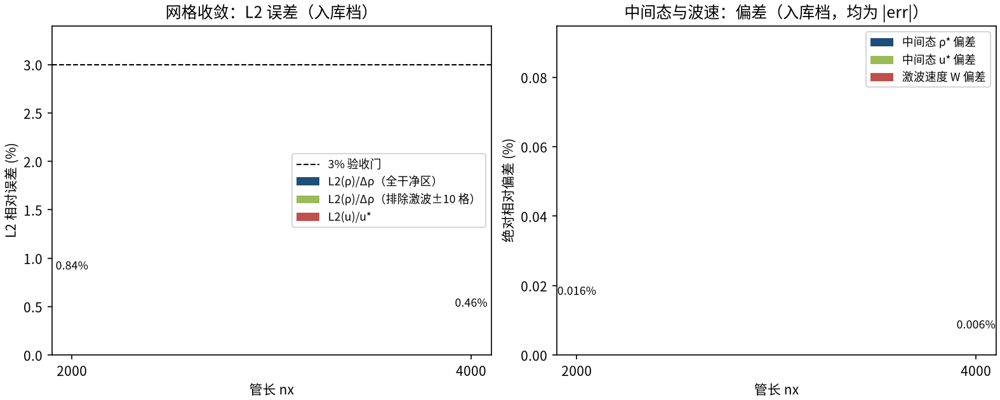 网格收敛：L2 误差（入库档）
3.0
2.5
2.0
1.5
1.0
0.5
0.0
L2 相对误差 (%)
3% 验收门
L2(ρ)/Δρ（全干净区）
L2(ρ)/Δρ（排除激波±10 格）
L2(u)/u*
0.84%
0.46%
2000
4000
管长 nx
中间态与波速：偏差（入库档，均为 |err|）
0.08
0.06
0.04
0.02
0.00
绝对相对偏差 (%)
中间态 ρ* 偏差
中间态 u* 偏差
激波速度 W 偏差
0.016%
0.006%
2000
4000
管长 nx